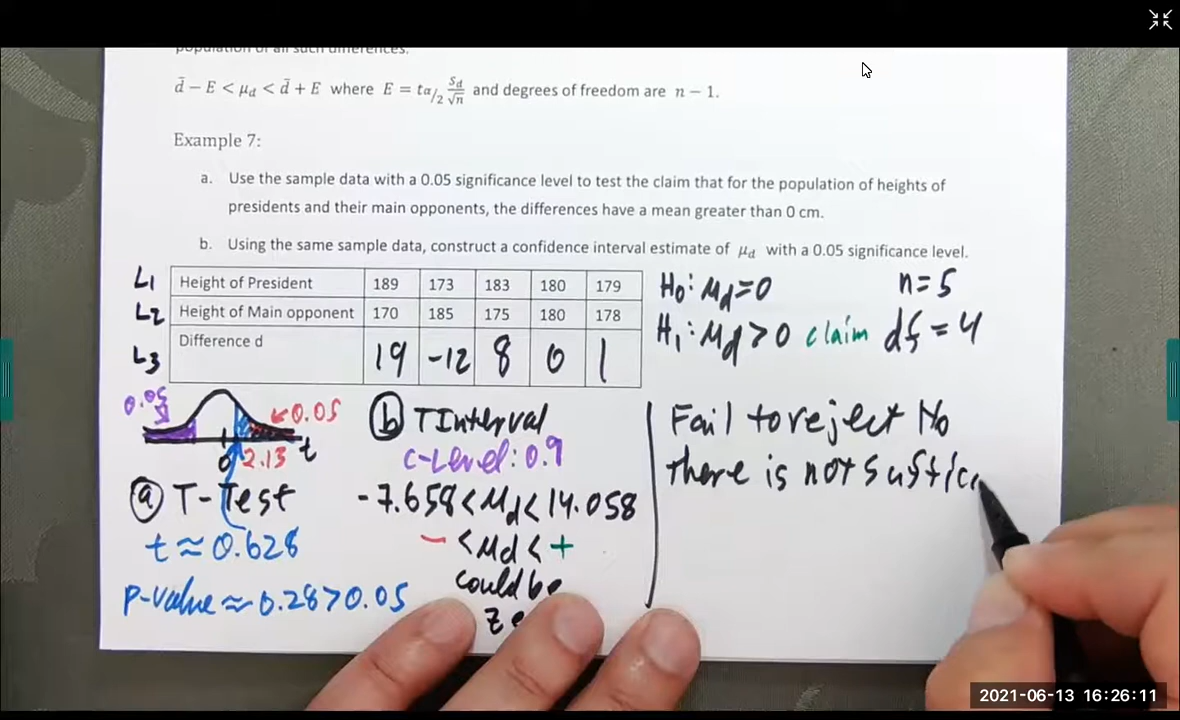 population of all such differences.
d̄ − E < μd < d̄ + E where E = tα/2 sd/√n and degrees of freedom are n − 1.
Example 7:
a. Use the sample data with a 0.05 significance level to test the claim that for the population of heights of
presidents and their main opponents, the differences have a mean greater than 0 cm.
b. Using the same sample data, construct a confidence interval estimate of μd with a 0.05 significance level.
L1 Height of President 189 173 183 180 179
L2 Height of Main opponent 170 185 175 180 178
L3 Difference d 19 -12 8 0 1
H0: μd=0 n=5
H1: μd>0 claim df=4
0.05 0.05
0 2.13 t
(a) T-Test
t≈0.628
P-value≈0.28>0.05
(b) TInterval
C-Level: 0.9
-7.658<μd<14.058
- <μd< +
could be
Fail to reject H0
there is not suffic
2021-06-13 16:26:11